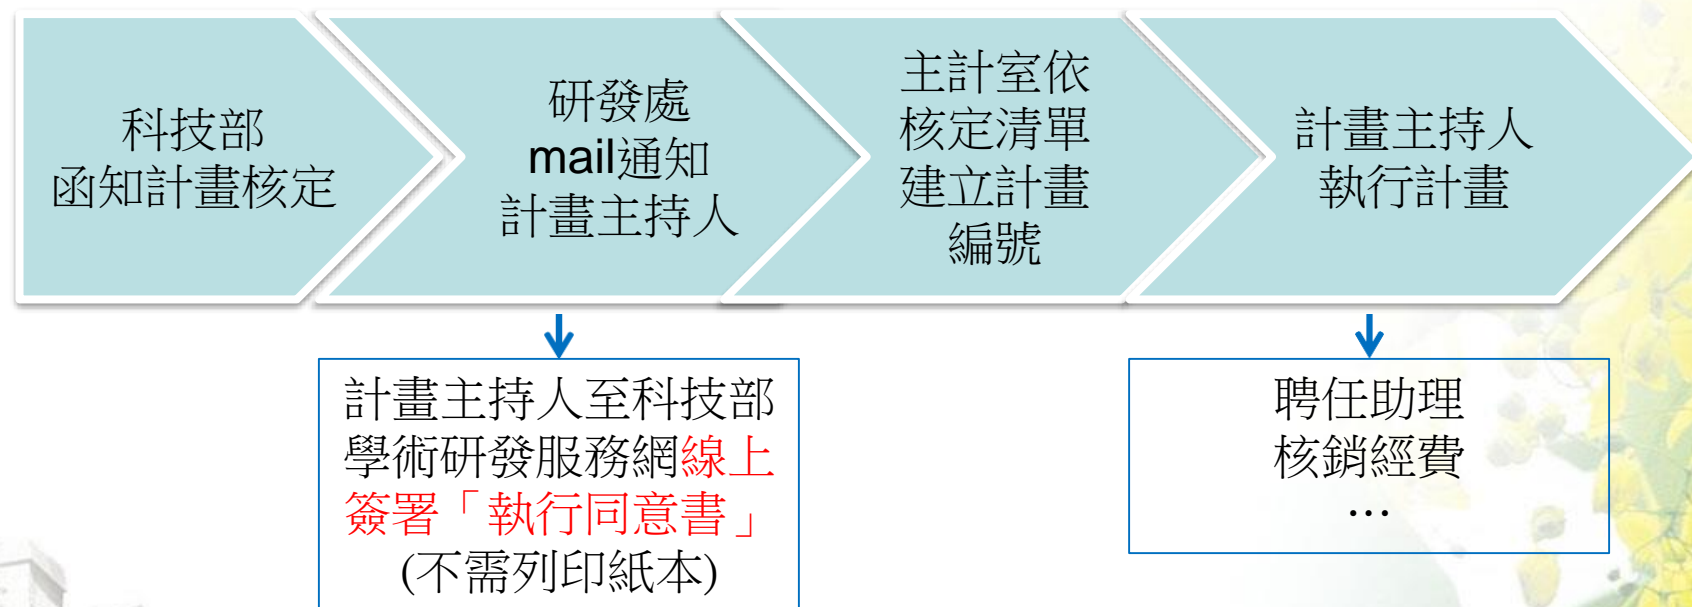 科技部
函知計畫核定
研發處
mail通知
計畫主持人
主計室依
核定清單
建立計畫
編號
計畫主持人
執行計畫
計畫主持人至科技部
學術研發服務網線上
簽署「執行同意書」
(不需列印紙本)
聘任助理
核銷經費
…